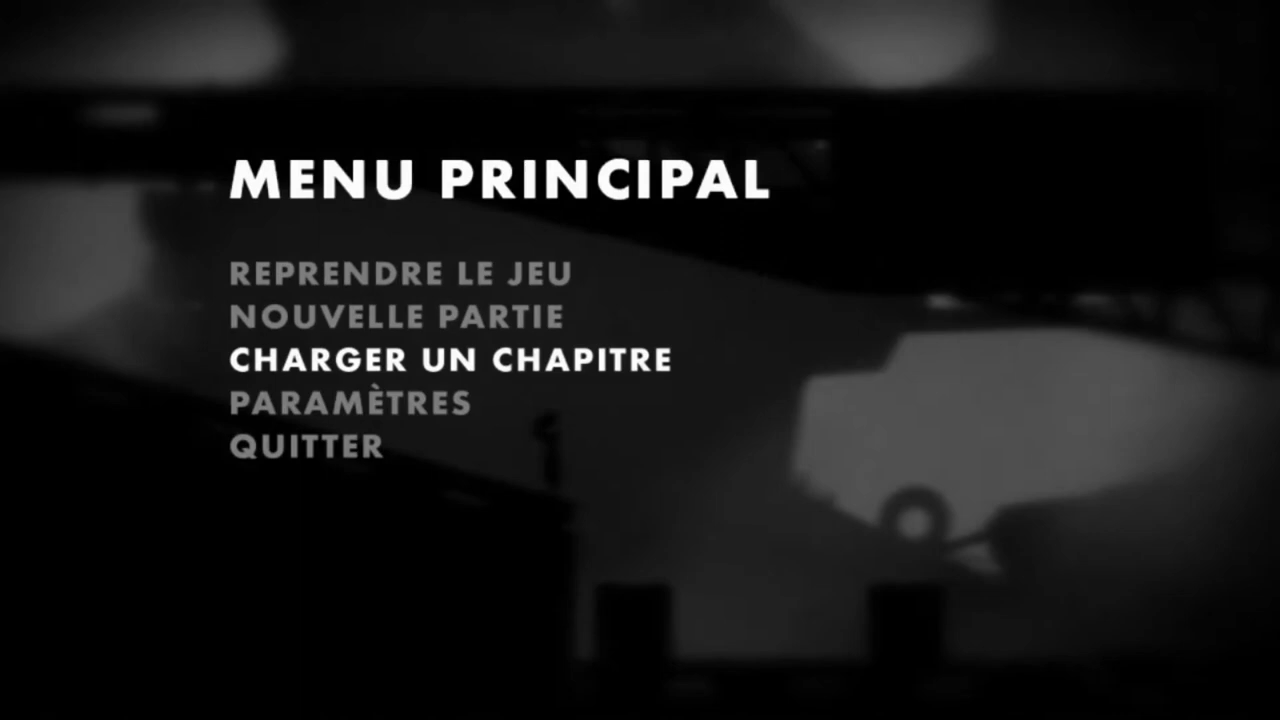 MENU PRINCIPAL
REPRENDRE LE JEU
NOUVELLE PARTIE
CHARGER UN CHAPITRE
PARAMÈTRES
QUITTER